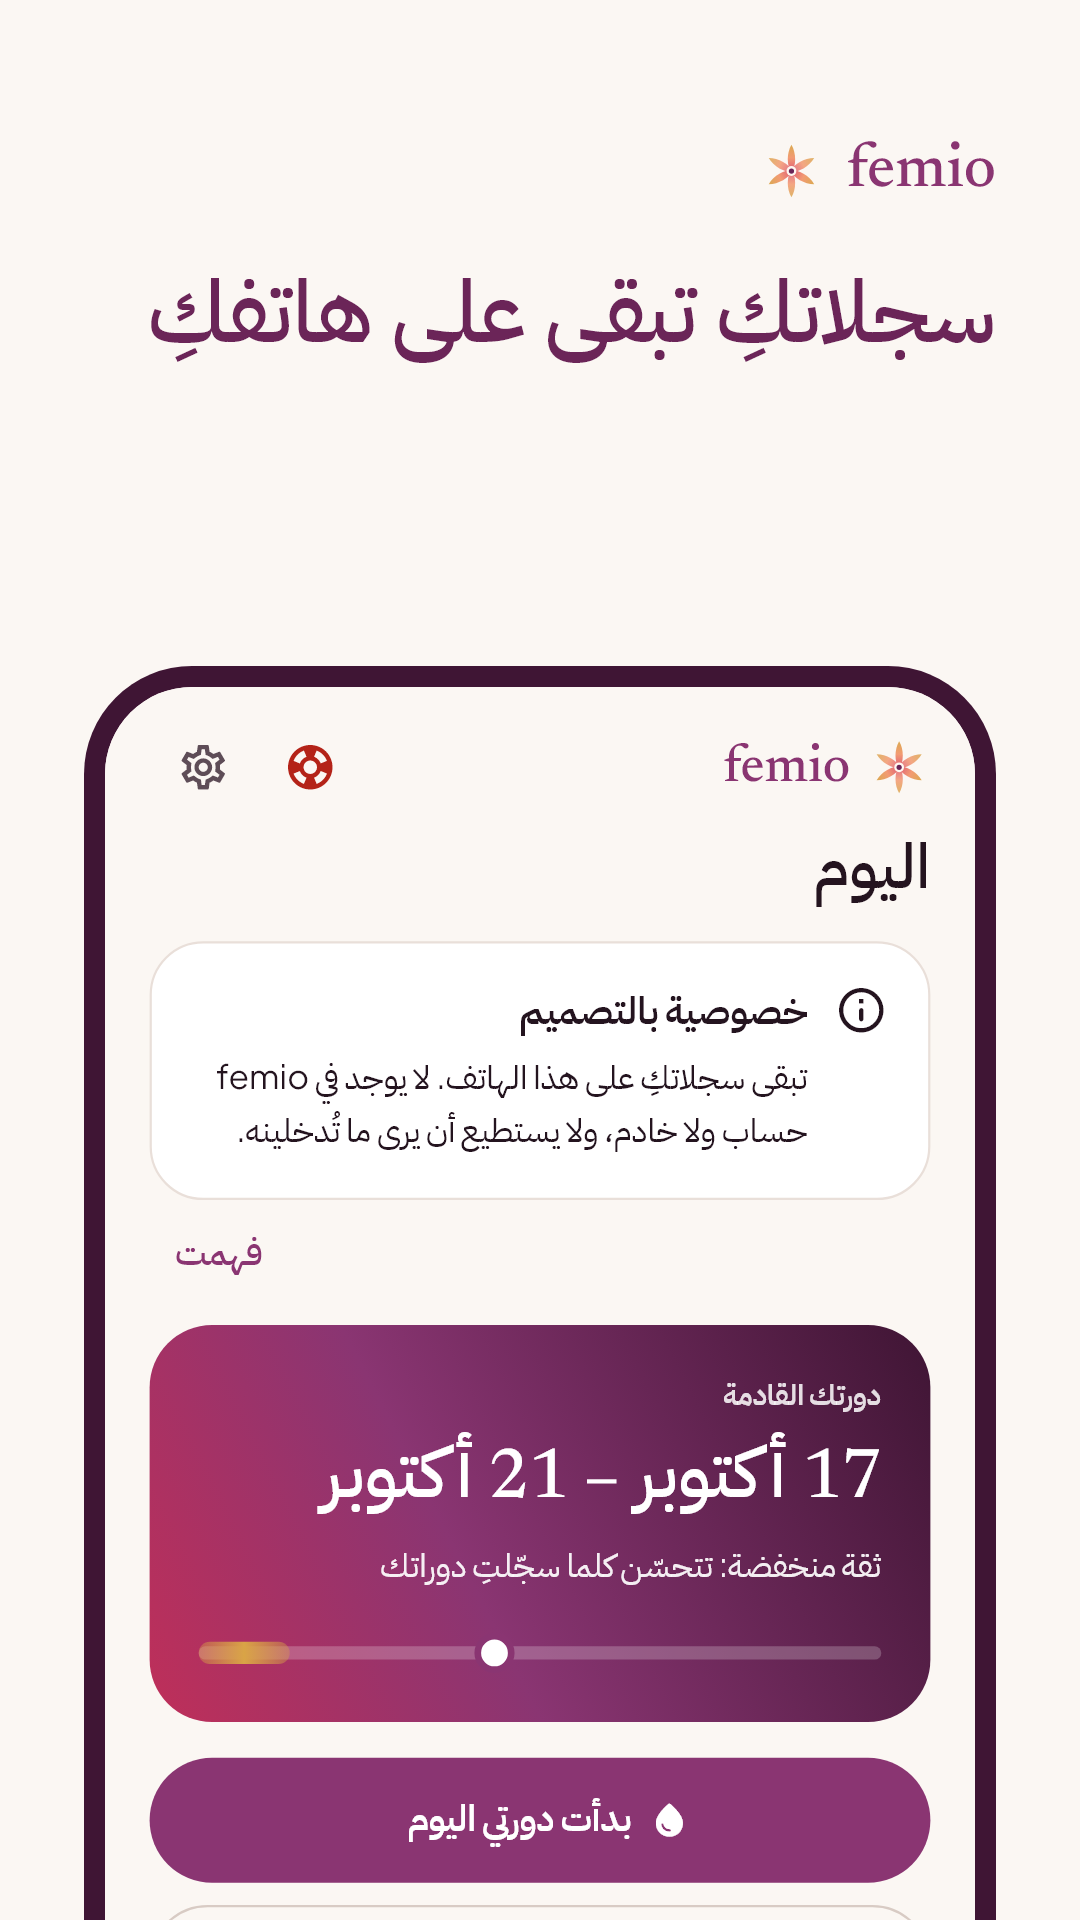 femio
سجلاتكِ تبقى على هاتفكِ
femio
اليوم
خصوصية بالتصميم
تبقى سجلاتكِ على هذا الهاتف. لا يوجد في femio
حساب ولا خادم، ولا يستطيع أن يرى ما تُدخلينه.
فهمت
دورتك القادمة
17 أكتوبر – 21 أكتوبر
ثقة منخفضة: تتحسّن كلما سجّلتِ دوراتك
بدأت دورتي اليوم